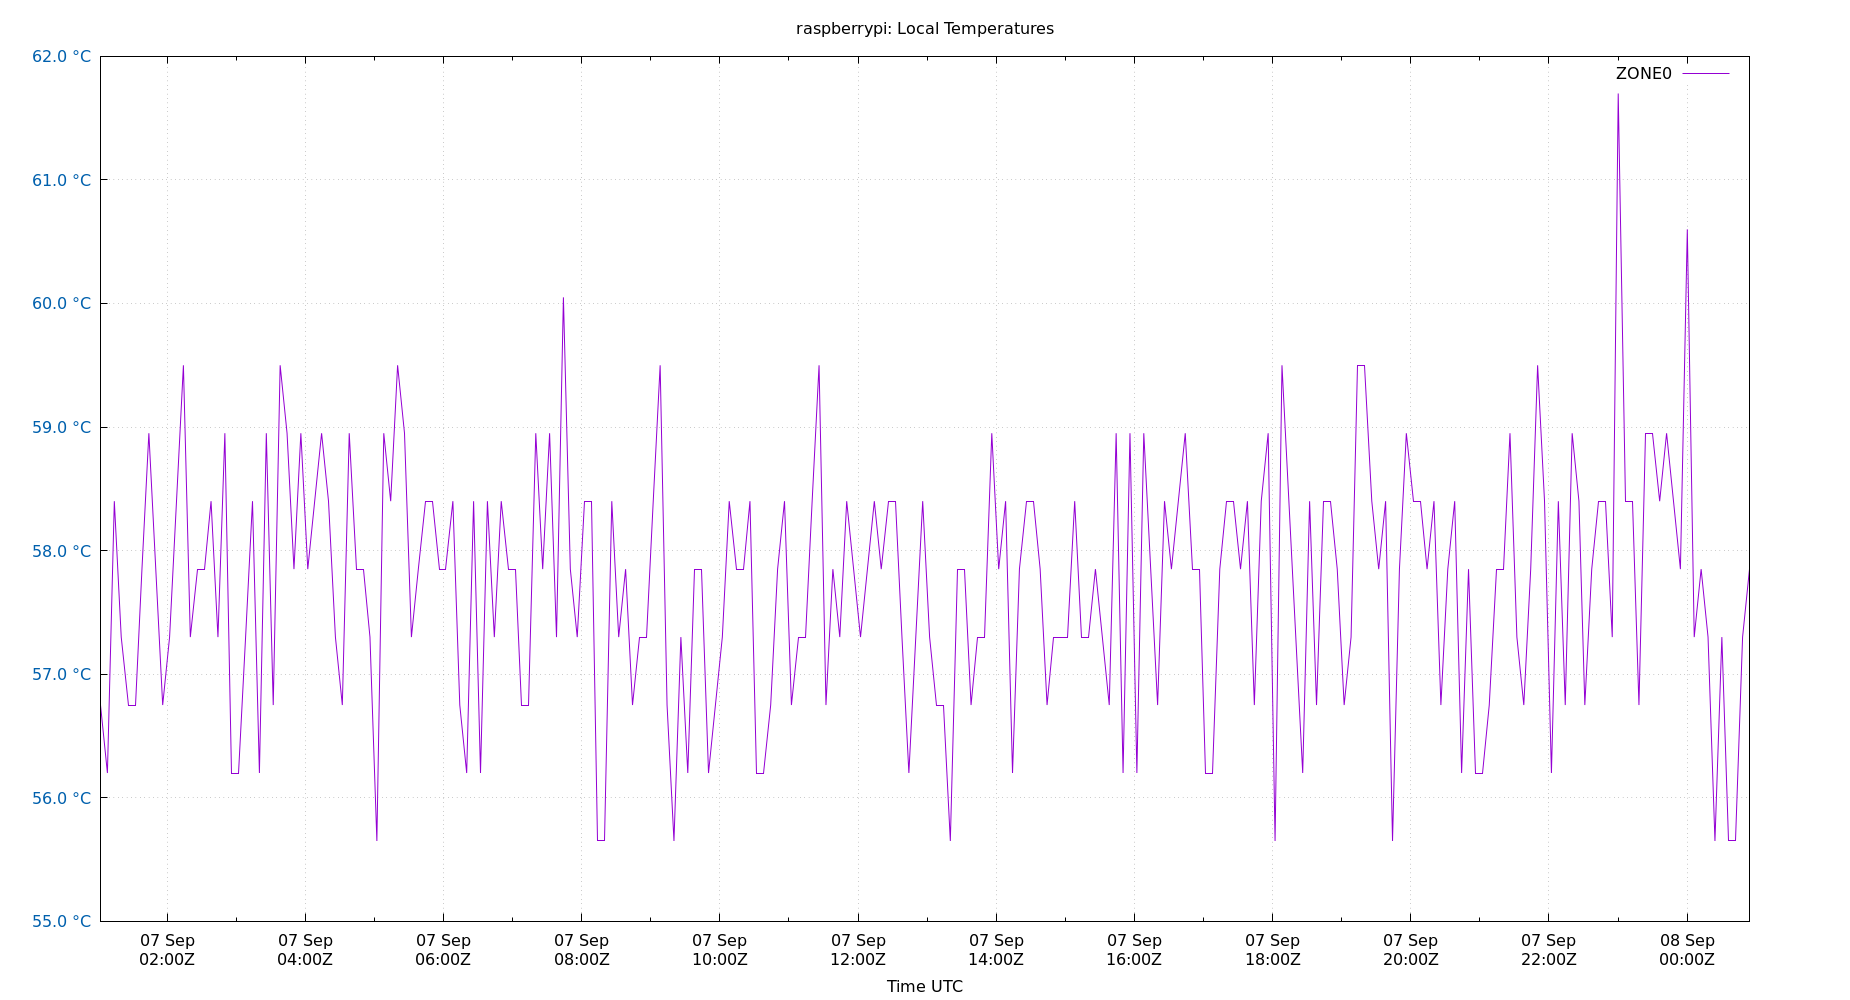 raspberrypi: Local Temperatures
62.0 °C
ZONE0
61.0 °C
60.0 °C
59.0 °C
58.0 °C
57.0 °C
56.0 °C
55.0 °C
07 Sep 07 Sep 07 Sep 07 Sep 07 Sep 07 Sep 07 Sep 07 Sep 07 Sep 07 Sep 07 Sep 08 Sep
02:00Z 04:00Z 06:00Z 08:00Z 10:00Z 12:00Z 14:00Z 16:00Z 18:00Z 20:00Z 22:00Z 00:00Z
Time UTC